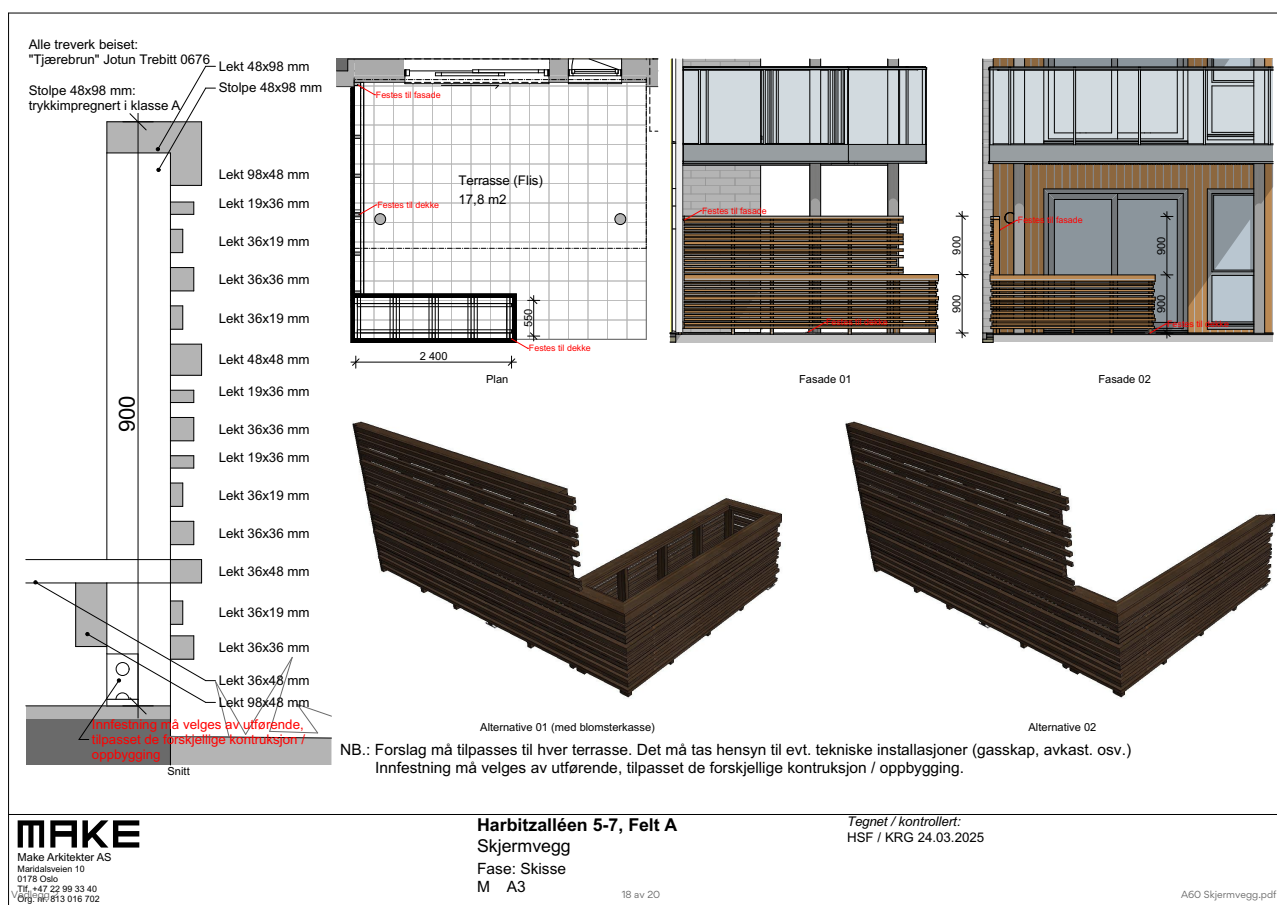 Alle treverk beiset:
"Tjærebrun" Jotun Trebitt 0676
Stolpe 48x98 mm:
trykkimpregnert i klasse A
Lekt 48x98 mm
Stolpe 48x98 mm
Lekt 98x48 mm
Lekt 19x36 mm
Lekt 36x19 mm
Lekt 36x36 mm
Lekt 36x19 mm
Lekt 48x48 mm
Lekt 19x36 mm
Lekt 36x36 mm
Lekt 19x36 mm
Lekt 36x19 mm
Lekt 36x36 mm
Lekt 36x48 mm
Lekt 36x19 mm
Lekt 36x36 mm
Lekt 36x48 mm
Lekt 98x48 mm
900
Innfestning må velges av utførende,
tilpasset de forskjellige kontruksjon /
oppbygging
Snitt
Festes til fasade
Terrasse (Flis)
17,8 m2
Festes til dekke
550
Festes til dekke
2 400
Plan
Festes til fasade
900
900
Festes til dekke
Fasade 01
Festes til fasade
900
900
Festes til dekke
Fasade 02
Alternative 01 (med blomsterkasse)
Alternative 02
NB.: Forslag må tilpasses til hver terrasse. Det må tas hensyn til evt. tekniske installasjoner (gasskap, avkast. osv.)
Innfestning må velges av utførende, tilpasset de forskjellige kontruksjon / oppbygging.
MAKE
Make Arkitekter AS
Maridalsveien 10
0178 Oslo
Tlf. +47 22 99 33 40
Org. nr. 813 016 702
Harbitzalléen 5-7, Felt A
Skjermvegg
Fase: Skisse
M A3
Tegnet / kontrollert:
HSF / KRG 24.03.2025
18 av 20
A60 Skjermvegg.pdf